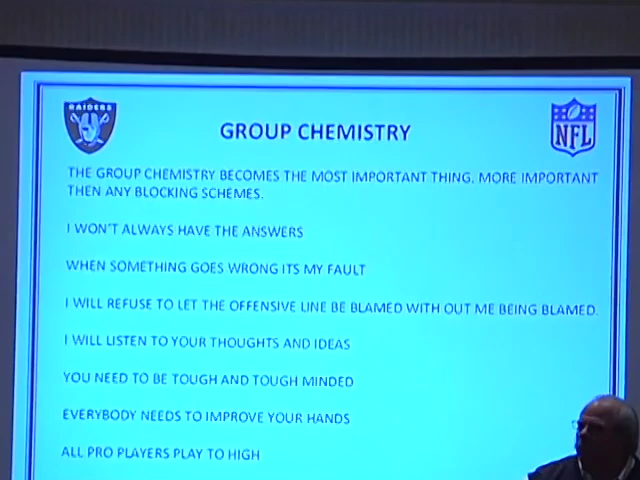 RAIDERS
NFL
GROUP CHEMISTRY
THE GROUP CHEMISTRY BECOMES THE MOST IMPORTANT THING, MORE IMPORTANT
THEN ANY BLOCKING SCHEMES.
I WON'T ALWAYS HAVE THE ANSWERS
WHEN SOMETHING GOES WRONG ITS MY FAULT
I WILL REFUSE TO LET THE OFFENSIVE LINE BE BLAMED WITH OUT ME BEING BLAMED.
I WILL LISTEN TO YOUR THOUGHTS AND IDEAS
YOU NEED TO BE TOUGH AND TOUGH MINDED
EVERYBODY NEEDS TO IMPROVE YOUR HANDS
ALL PRO PLAYERS PLAY TO HIGH